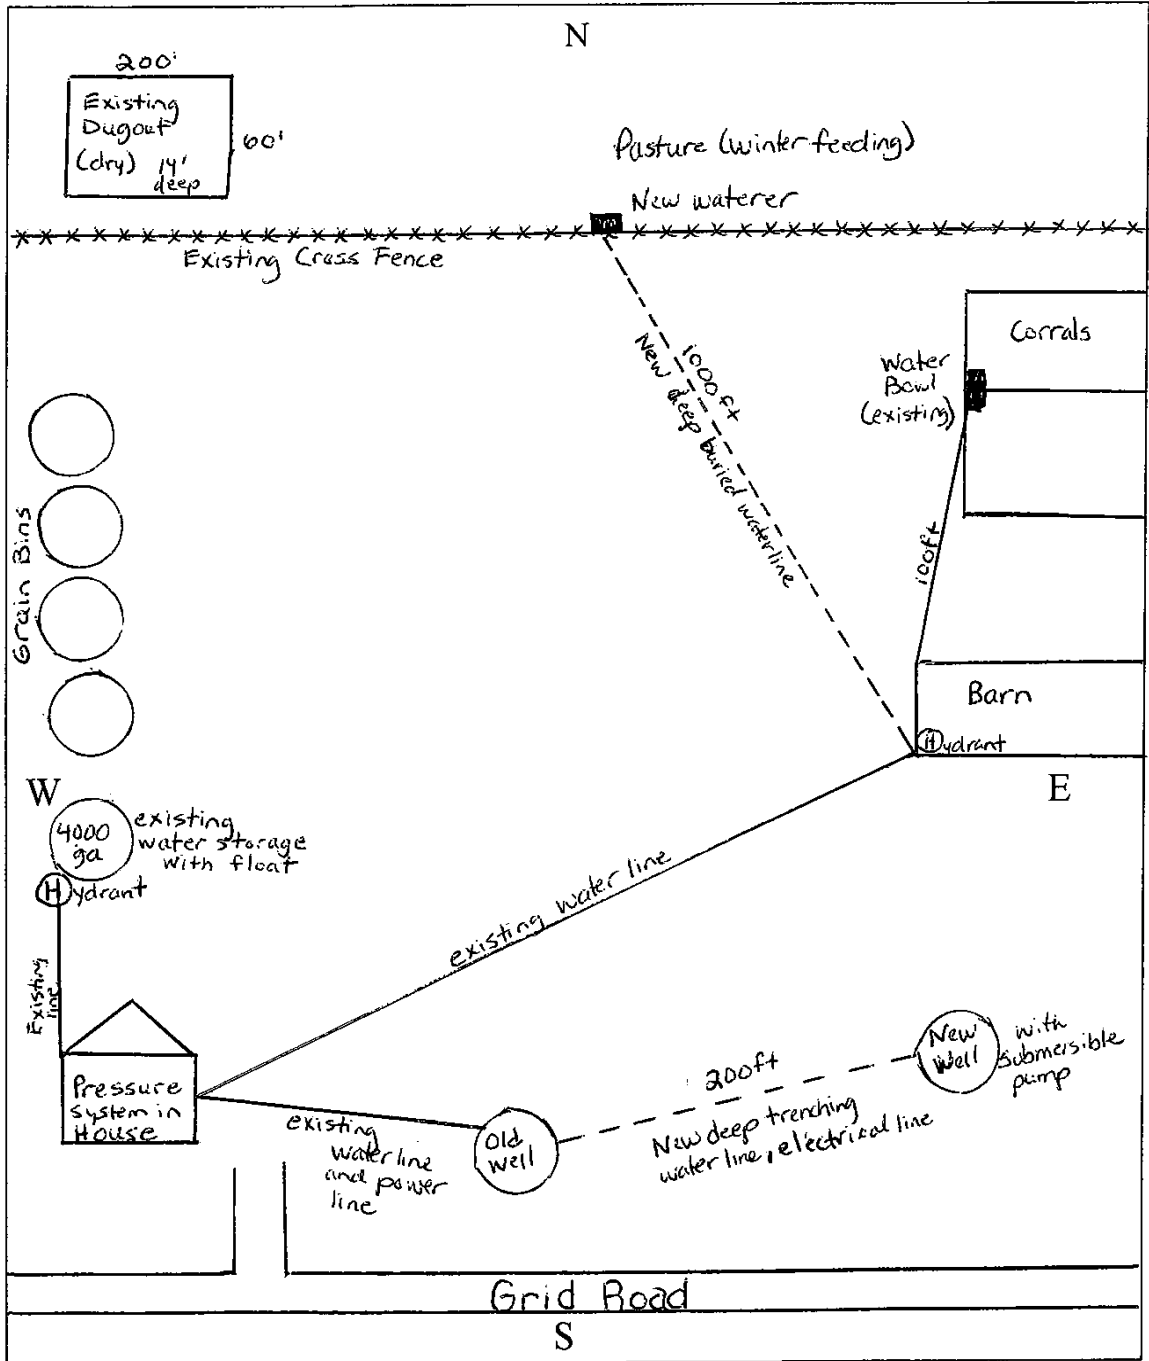 N
200'
Existing
Dugout
(dry) 14'
deep
60'
Pasture (winter feeding)
New waterer
Existing Cross Fence
Corrals
Water
Bowl
(existing)
1000ft
New deep buried waterline
100ft
Grain Bins
Barn
Hydrant
W
E
4000
ga
existing
water storage
with float
Hydrant
existing water line
Existing
line
New
Well
with
submersible
pump
200ft
Pressure
system in
House
existing
waterline
and power
line
Old
Well
New deep trenching
water line, electrical line
Grid Road
S